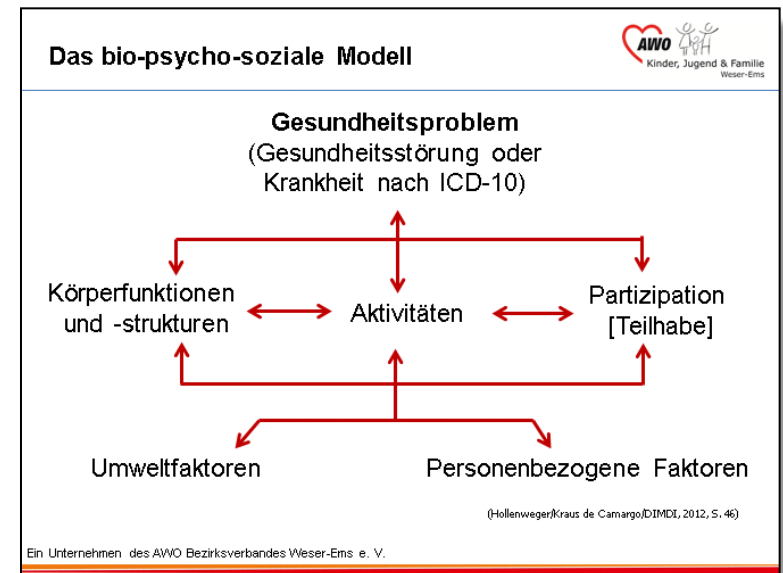 Das bio-psycho-soziale Modell
AWO
Kinder, Jugend & Familie
Weser-Ems
Gesundheitsproblem
(Gesundheitsstörung oder
Krankheit nach ICD-10)
Körperfunktionen
und -strukturen
Aktivitäten
Partizipation
[Teilhabe]
Umweltfaktoren
Personenbezogene Faktoren
(Hollenweger/Kraus de Camargo/DIMDI, 2012, S. 46)
Ein Unternehmen des AWO Bezirksverbandes Weser-Ems e. V.